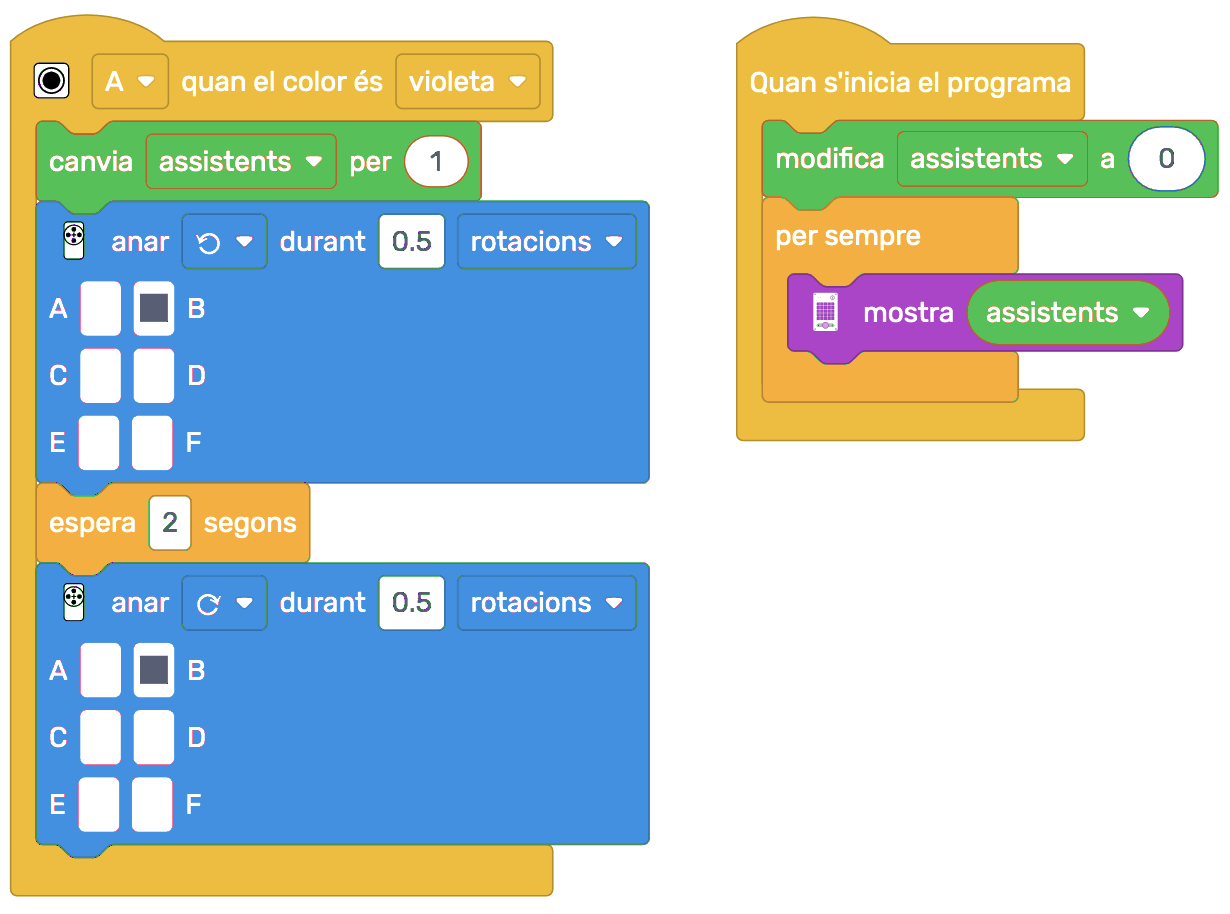 A quan el color és violeta
canvia assistents per 1
anar durant 0.5 rotacions
A B
C D
E F
espera 2 segons
anar durant 0.5 rotacions
A B
C D
E F
Quan s'inicia el programa
modifica assistents a 0
per sempre
mostra assistents